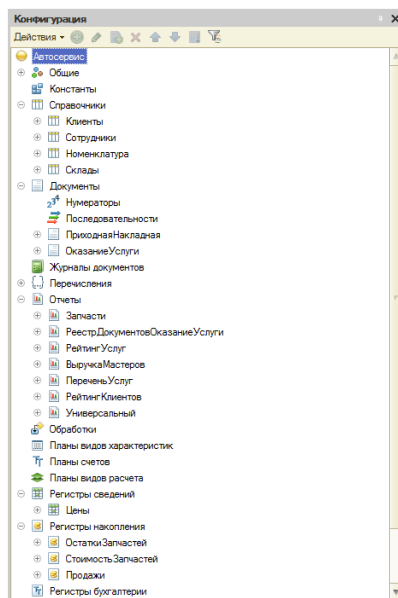 Конфигурация
Действия
Автосервис
Общие
Константы
Справочники
Клиенты
Сотрудники
Номенклатура
Склады
Документы
Нумераторы
Последовательности
ПриходнаяНакладная
ОказаниеУслуги
Журналы документов
Перечисления
Отчеты
Запчасти
РеестрДокументовОказаниеУслуги
РейтингУслуг
ВыручкаМастеров
ПереченьУслуг
РейтингКлиентов
Универсальный
Обработки
Планы видов характеристик
Планы счетов
Планы видов расчета
Регистры сведений
Цены
Регистры накопления
ОстаткиЗапчастей
СтоимостьЗапчастей
Продажи
Регистры бухгалтерии